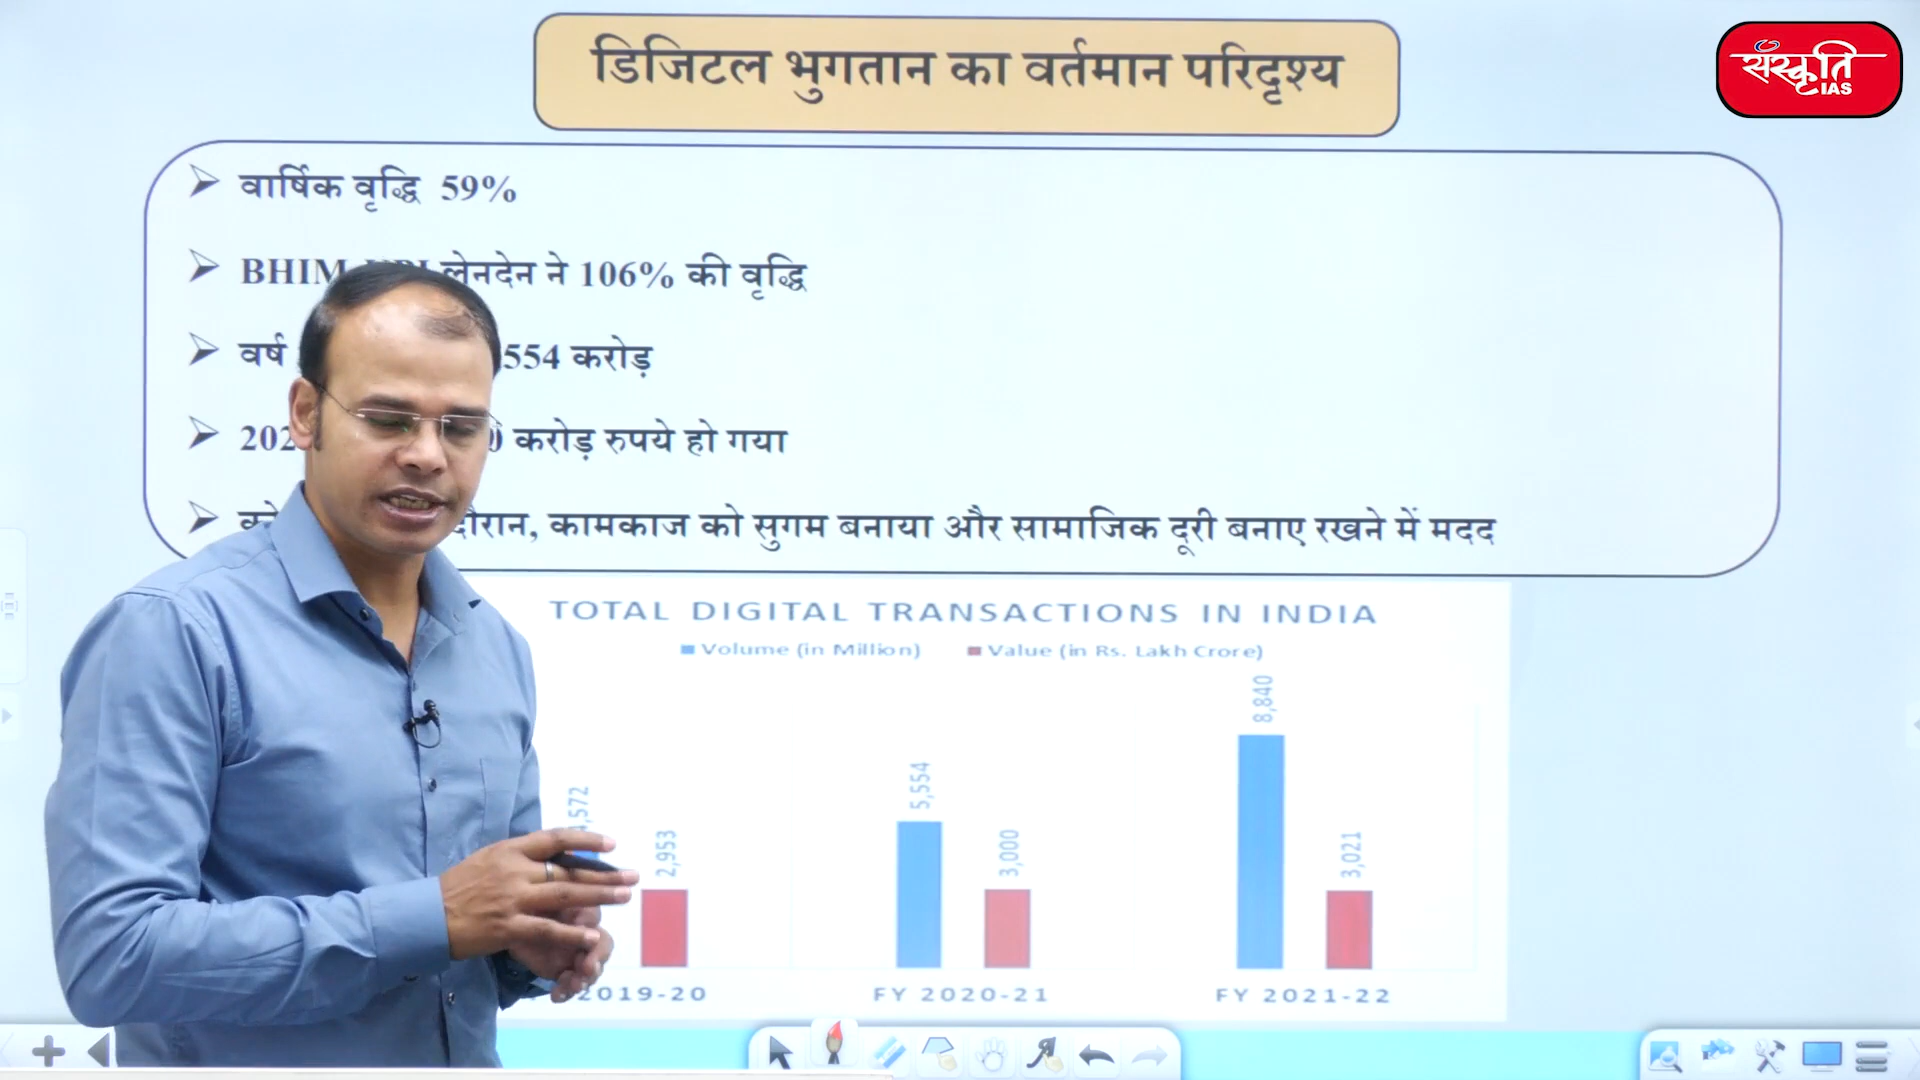 डिजिटल भुगतान का वर्तमान परिदृश्य
संस्कृति
IAS
वार्षिक वृद्धि 59%
BHIM लेनदेन ने 106% की वृद्धि
वर्ष 554 करोड़
करोड़ रुपये हो गया
दौरान, कामकाज को सुगम बनाया और सामाजिक दूरी बनाए रखने में मदद
TOTAL DIGITAL TRANSACTIONS IN INDIA
Volume (in Million) Value (in Rs. Lakh Crore)
,572 2,953 5,554 3,000 8,840 3,021
2019-20 FY 2020-21 FY 2021-22